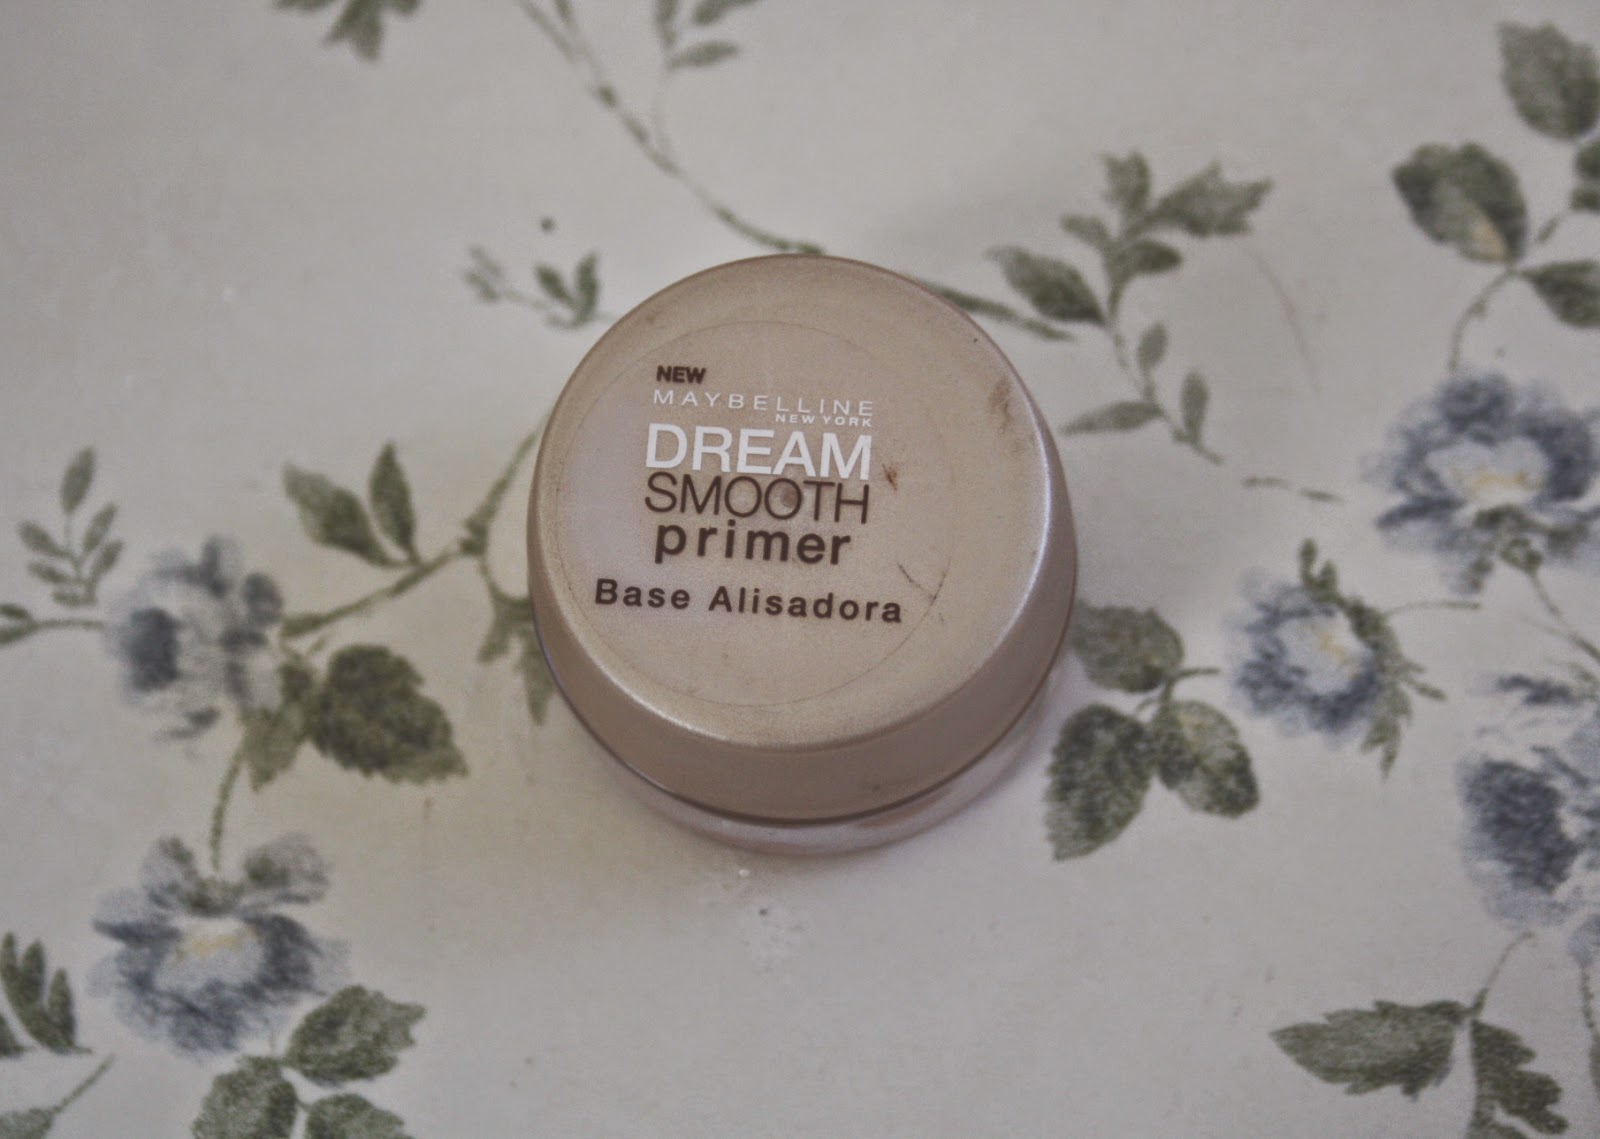 NEW
MAYBELLINE
NEW YORK
DREAM
SMOOTH
primer
Base Alisadora